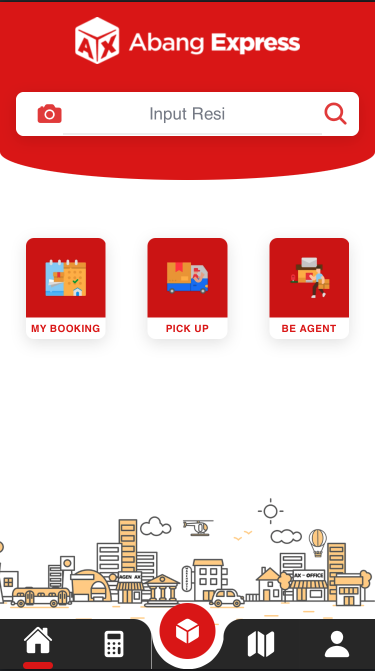 AX Abang Express
Input Resi
MY BOOKING
PICK UP
BE AGENT
AGEN AX
AX - OFFICE